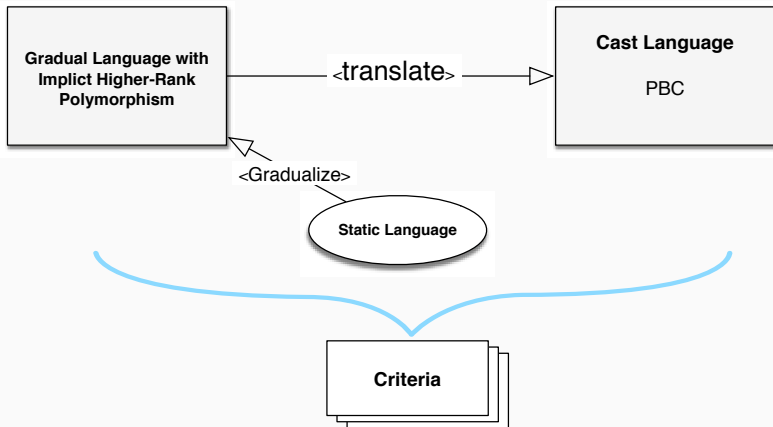 Gradual Language with
Implict Higher-Rank
Polymorphism
<translate>
Cast Language
PBC
<Gradualize>
Static Language
Criteria